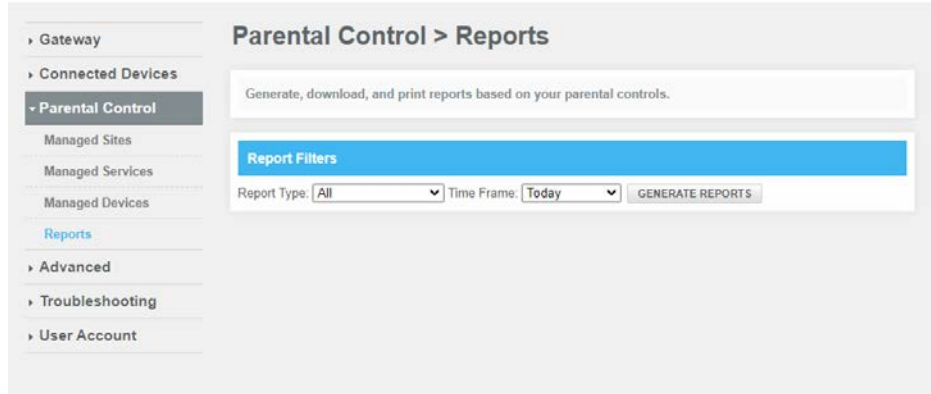 Gateway
Connected Devices
Parental Control
Managed Sites
Managed Services
Managed Devices
Reports
Advanced
Troubleshooting
User Account
Parental Control > Reports
Generate, download, and print reports based on your parental controls.
Report Filters
Report Type: All Time Frame: Today GENERATE REPORTS